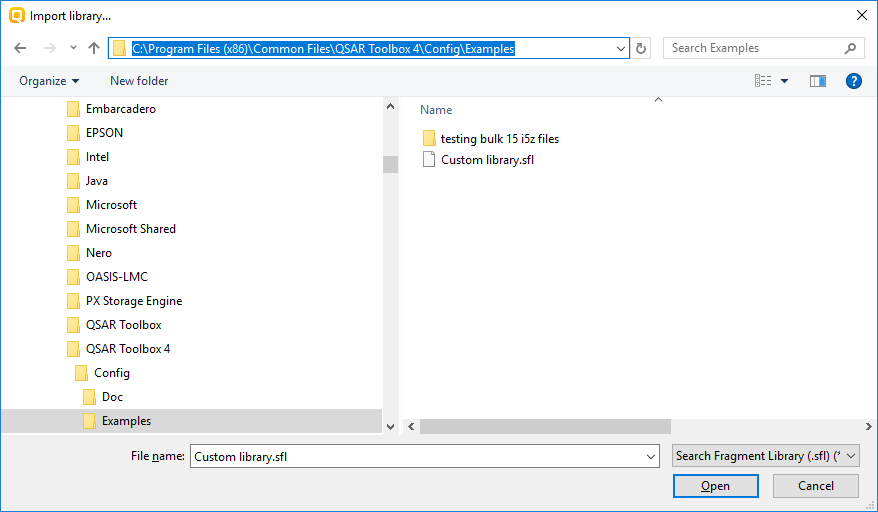 Import library...
C:\Program Files (x86)\Common Files\QSAR Toolbox 4\Config\Examples
Search Examples
Organize
New folder
Embarcadero
EPSON
Intel
Java
Microsoft
Microsoft Shared
Nero
OASIS-LMC
PX Storage Engine
QSAR Toolbox
QSAR Toolbox 4
Config
Doc
Examples
Name
testing bulk 15 i5z files
Custom library.sfl
File name:
Custom library.sfl
Search Fragment Library (.sfl) (*
Open
Cancel